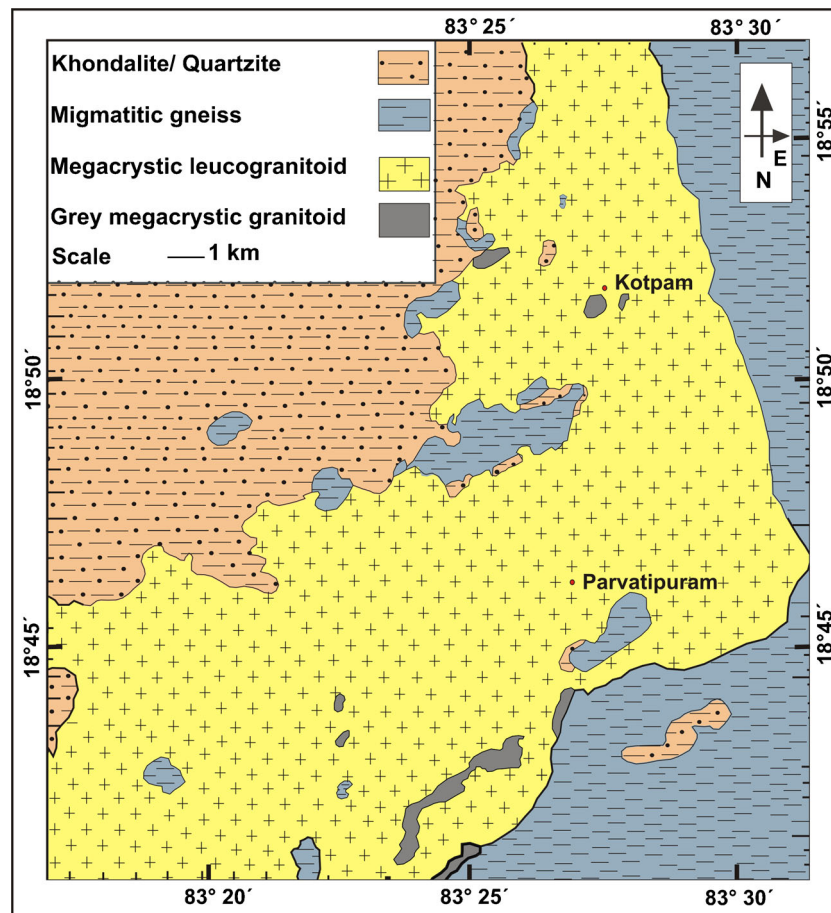 83° 25´
83° 30´
Khondalite/ Quartzite
Migmatitic gneiss
Megacrystic leucogranitoid
Grey megacrystic granitoid
Scale
1 km
E
N
18° 55´
Kotpam
18° 50´
18° 50´
Parvatipuram
18° 45´
18° 45´
83° 20´
83° 25´
83° 30´